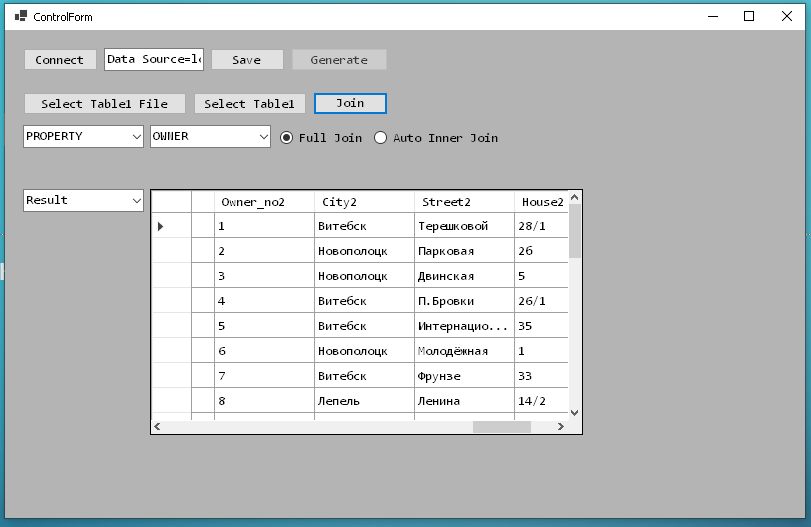 ControlForm
Connect Data Source=lo Save Generate
Select Table1 File Select Table1 Join
PROPERTY OWNER Full Join Auto Inner Join
Result
Owner_no2 City2 Street2 House2
1 Витебск Терешковой 28/1
2 Новополоцк Парковая 26
3 Новополоцк Двинская 5
4 Витебск П.Бровки 26/1
5 Витебск Интернацио... 35
6 Новополоцк Молодёжная 1
7 Витебск Фрунзе 33
8 Лепель Ленина 14/2